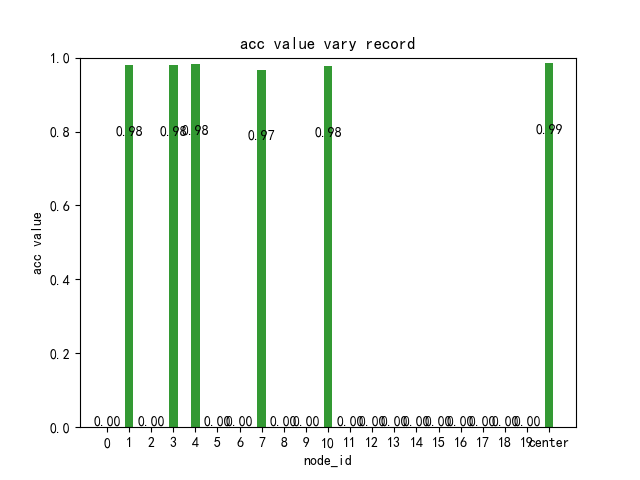 acc value vary record
acc value
1.0
0.8
0.6
0.4
0.2
0.0
0.98 0.98 0.98 0.97 0.98 0.99
0.00 0.00 0.00 0.00 0.00 0.00 0.00 0.00 0.00 0.00 0.00 0.00 0.00 0.00 0.00
0 1 2 3 4 5 6 7 8 9 10 11 12 13 14 15 16 17 18 19 center
node_id